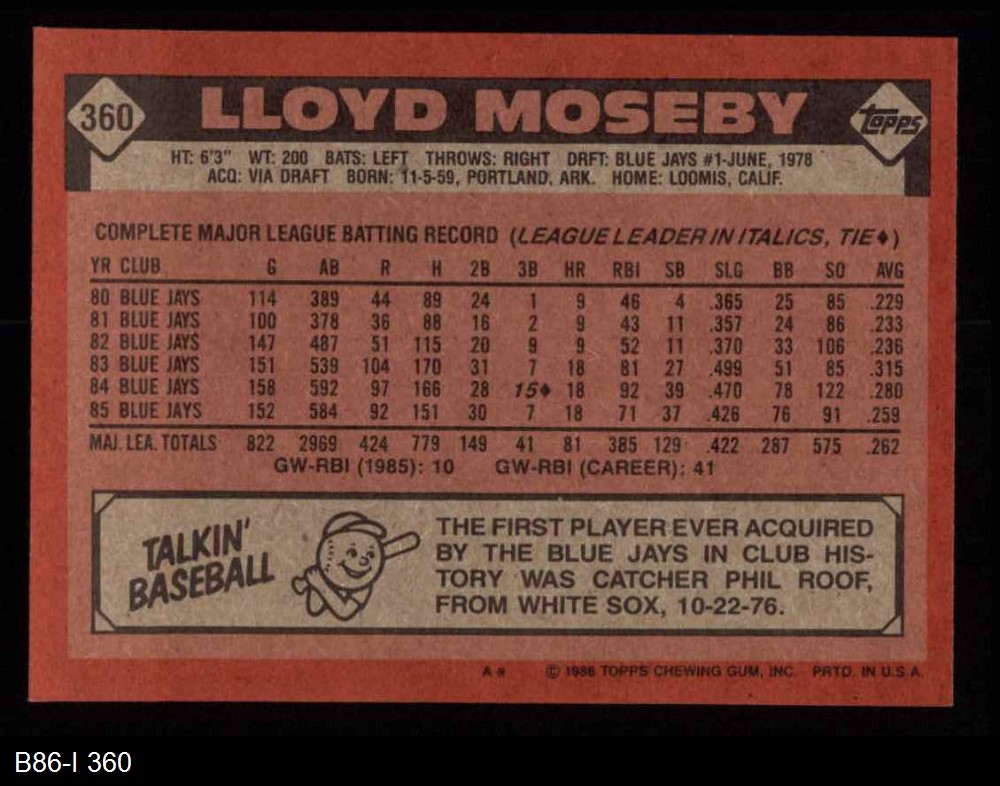 360 LLOYD MOSEBY TOPPS
HT: 6'3" WT: 200 BATS: LEFT THROWS: RIGHT DRFT: BLUE JAYS #1-JUNE, 1978
ACQ: VIA DRAFT BORN: 11-5-59, PORTLAND, ARK. HOME: LOOMIS, CALIF.
COMPLETE MAJOR LEAGUE BATTING RECORD (LEAGUE LEADER IN ITALICS, TIE♦)
YR CLUB G AB R H 2B 3B HR RBI SB SLG BB SO AVG
80 BLUE JAYS 114 389 44 89 24 1 9 46 4 .365 25 85 .229
81 BLUE JAYS 100 378 36 88 16 2 9 43 11 .357 24 86 .233
82 BLUE JAYS 147 487 51 115 20 9 9 52 11 .370 33 106 .236
83 BLUE JAYS 151 539 104 170 31 7 18 81 27 .499 51 85 .315
84 BLUE JAYS 158 592 97 166 28 15♦ 18 92 39 .470 78 122 .280
85 BLUE JAYS 152 584 92 151 30 7 18 71 37 .426 76 91 .259
MAJ. LEA. TOTALS 822 2969 424 779 149 41 81 385 129 .422 287 575 .262
GW-RBI (1985): 10 GW-RBI (CAREER): 41
TALKIN'
BASEBALL
THE FIRST PLAYER EVER ACQUIRED
BY THE BLUE JAYS IN CLUB HIS-
TORY WAS CATCHER PHIL ROOF,
FROM WHITE SOX, 10-22-76.
A* © 1986 TOPPS CHEWING GUM, INC. PRTD. IN U.S.A.
B86-I 360